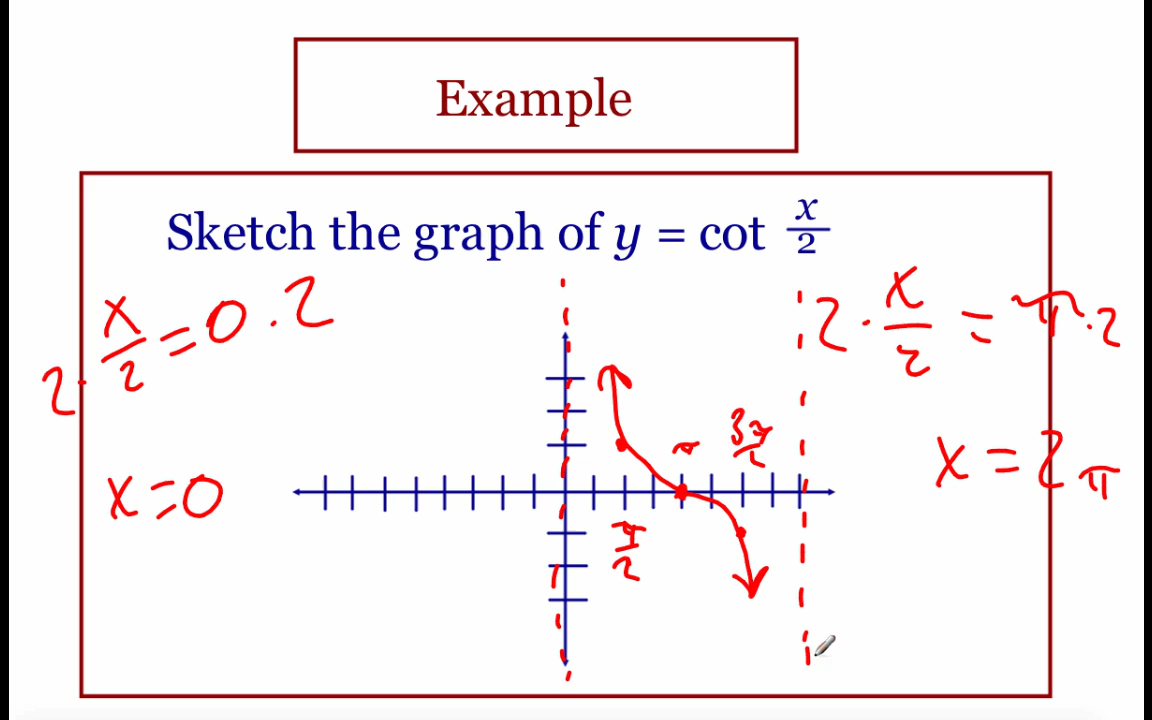 Example
Sketch the graph of y = cot x/2
2 · x/2 = 0 · 2
2 · x/2 = π · 2
x = 0
x = 2π
π/2
π
3π/2